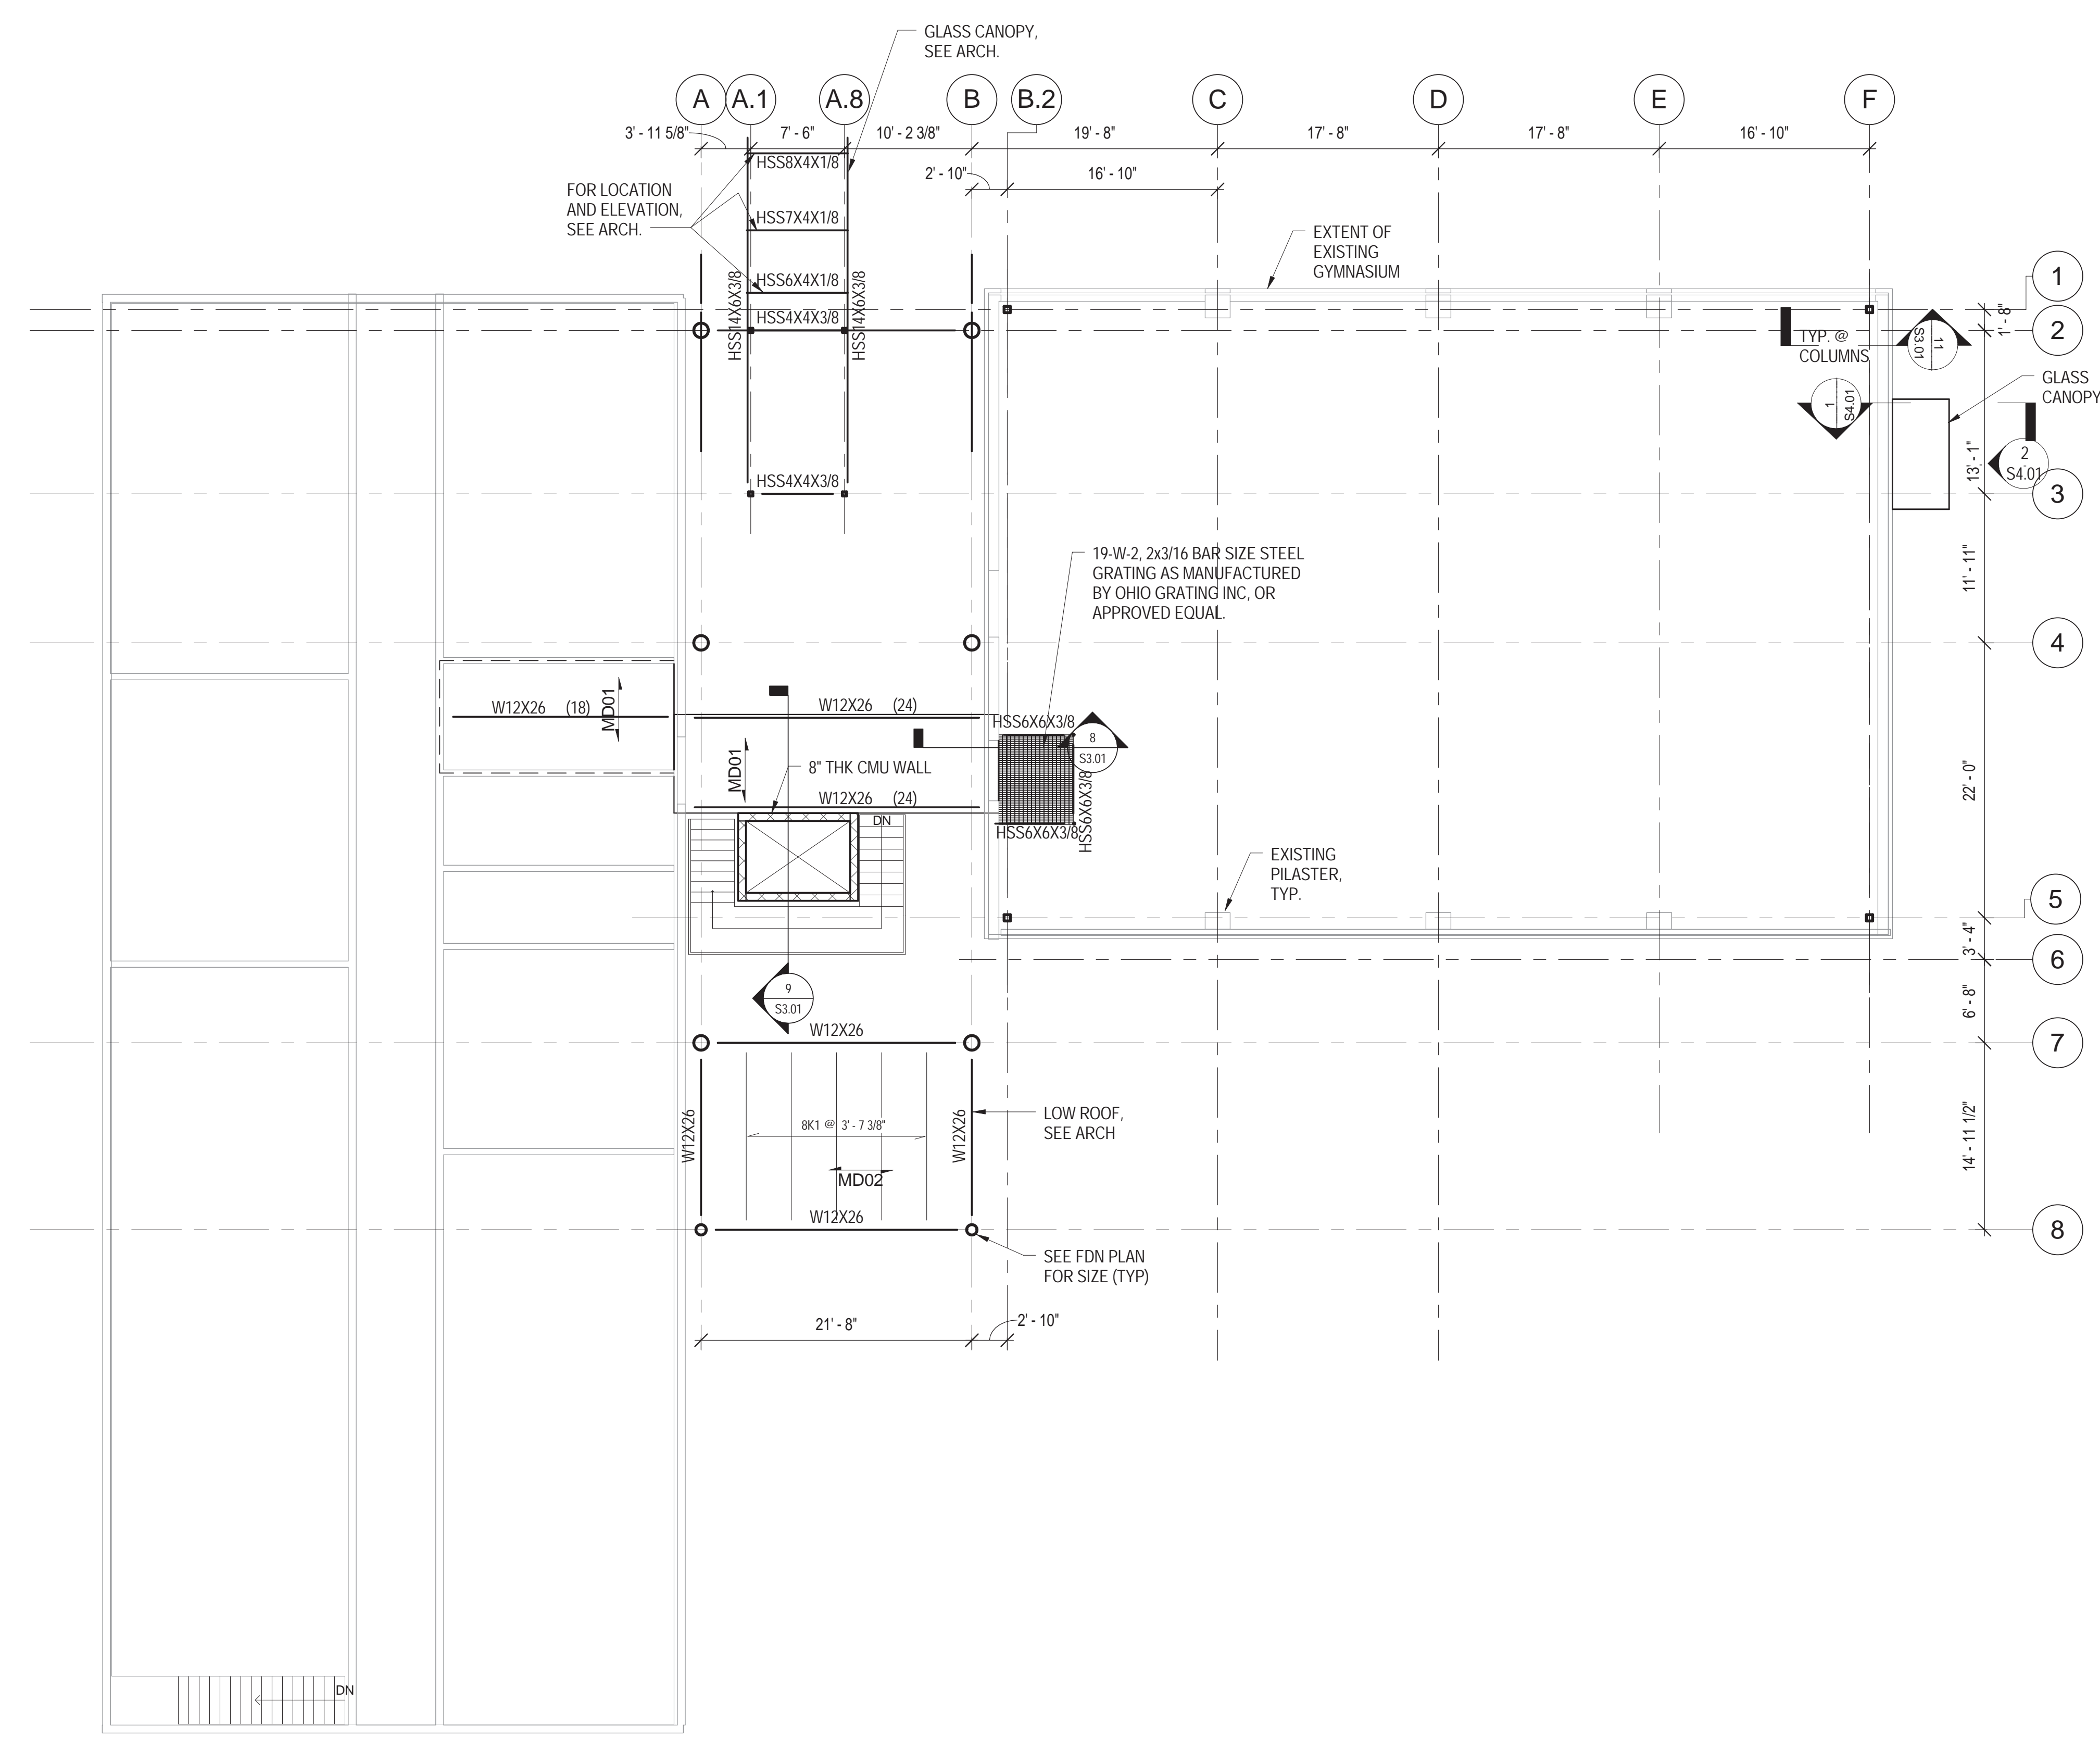 GLASS CANOPY,
SEE ARCH.
A
A.1
A.8
B
B.2
C
D
E
F
3' - 11 5/8"
7' - 6"
10' - 2 3/8"
19' - 8"
17' - 8"
17' - 8"
16' - 10"
2' - 10"
16' - 10"
HSS8X4X1/8
FOR LOCATION
AND ELEVATION,
SEE ARCH.
HSS7X4X1/8
HSS6X4X1/8
HSS4X4X3/8
HSS14X6X3/8
HSS14X6X3/8
HSS4X4X3/8
EXTENT OF
EXISTING
GYMNASIUM
1
2
1' - 8"
TYP. @
COLUMNS
11
S3.01
1
S4.01
GLASS
CANOPY
2
S4.01
13' - 1"
3
11' - 11"
4
19-W-2, 2x3/16 BAR SIZE STEEL
GRATING AS MANUFACTURED
BY OHIO GRATING INC, OR
APPROVED EQUAL.
W12X26 (18)
MD01
W12X26 (24)
HSS6X6X3/8
8
S3.01
MD01
8" THK CMU WALL
W12X26 (24)
HSS6X6X3/8
HSS6X6X3/8
DN
22' - 0"
EXISTING
PILASTER,
TYP.
5
3' - 4"
6
6' - 8"
9
S3.01
7
W12X26
W12X26
W12X26
8K1 @ 3' - 7 3/8"
MD02
LOW ROOF,
SEE ARCH
14' - 11 1/2"
W12X26
8
SEE FDN PLAN
FOR SIZE (TYP)
21' - 8"
2' - 10"
DN